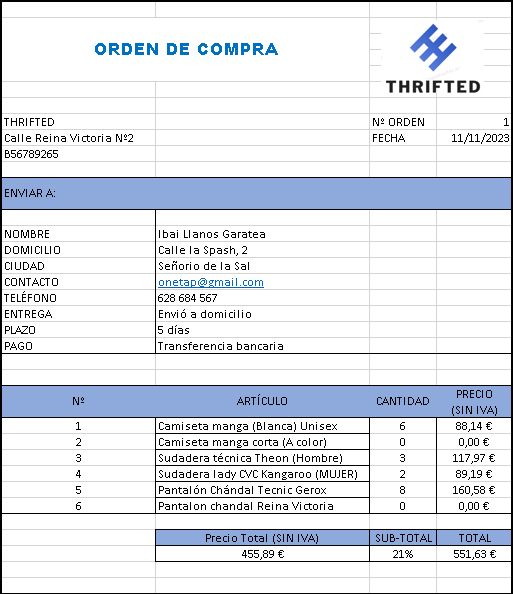 ORDEN DE COMPRA
THRIFTED
THRIFTED Nº ORDEN 1
Calle Reina Victoria Nº2 FECHA 11/11/2023
B56789265
ENVIAR A:
NOMBRE Ibai Llanos Garatea
DOMICILIO Calle la Spash, 2
CIUDAD Señorio de la Sal
CONTACTO onetap@gmail.com
TELÉFONO 628 684 567
ENTREGA Envió a domicilio
PLAZO 5 días
PAGO Transferencia bancaria
Nº ARTÍCULO CANTIDAD PRECIO (SIN IVA)
1 Camiseta manga (Blanca) Unisex 6 88,14 €
2 Camiseta manga corta (A color) 0 0,00 €
3 Sudadera técnica Theon (Hombre) 3 117,97 €
4 Sudadera lady CVC Kangaroo (MUJER) 2 89,19 €
5 Pantalón Chándal Tecnic Gerox 8 160,58 €
6 Pantalon chandal Reina Victoria 0 0,00 €
Precio Total (SIN IVA) SUB-TOTAL TOTAL
455,89 € 21% 551,63 €